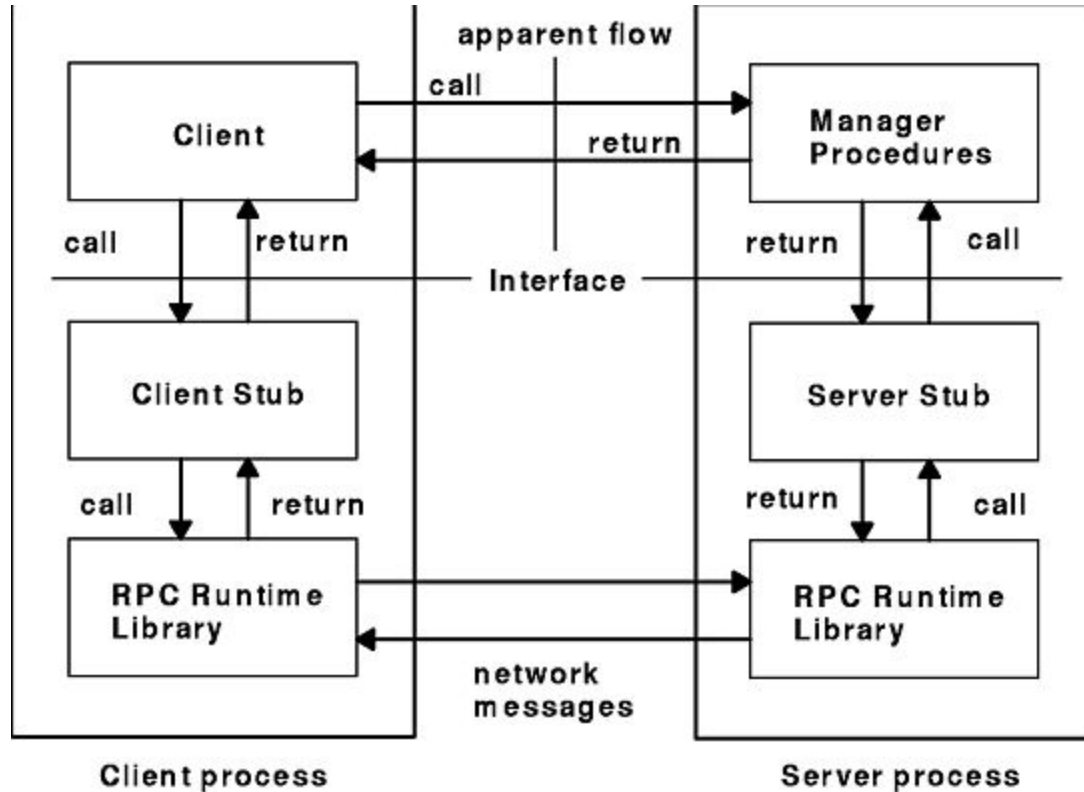 apparent flow
call
Client
Manager
Procedures
return
call
return
return
call
Interface
Client Stub
Server Stub
call
return
return
call
RPC Runtime
Library
RPC Runtime
Library
network
messages
Client process
Server process